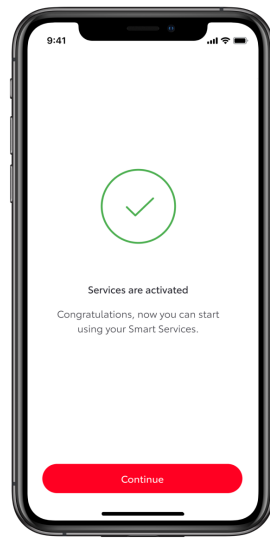 9:41
Services are activated
Congratulations, now you can start
using your Smart Services.
Continue